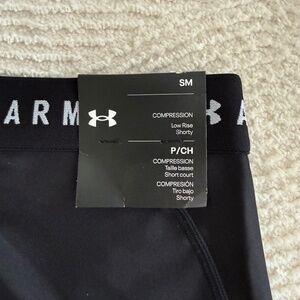 SM
COMPRESSION
Low Rise
Shorty
ARM
A
P/CH
COMPRESSION
Taille basse
Short court
COMPRESIÓN
Tiro bajo
Shorty